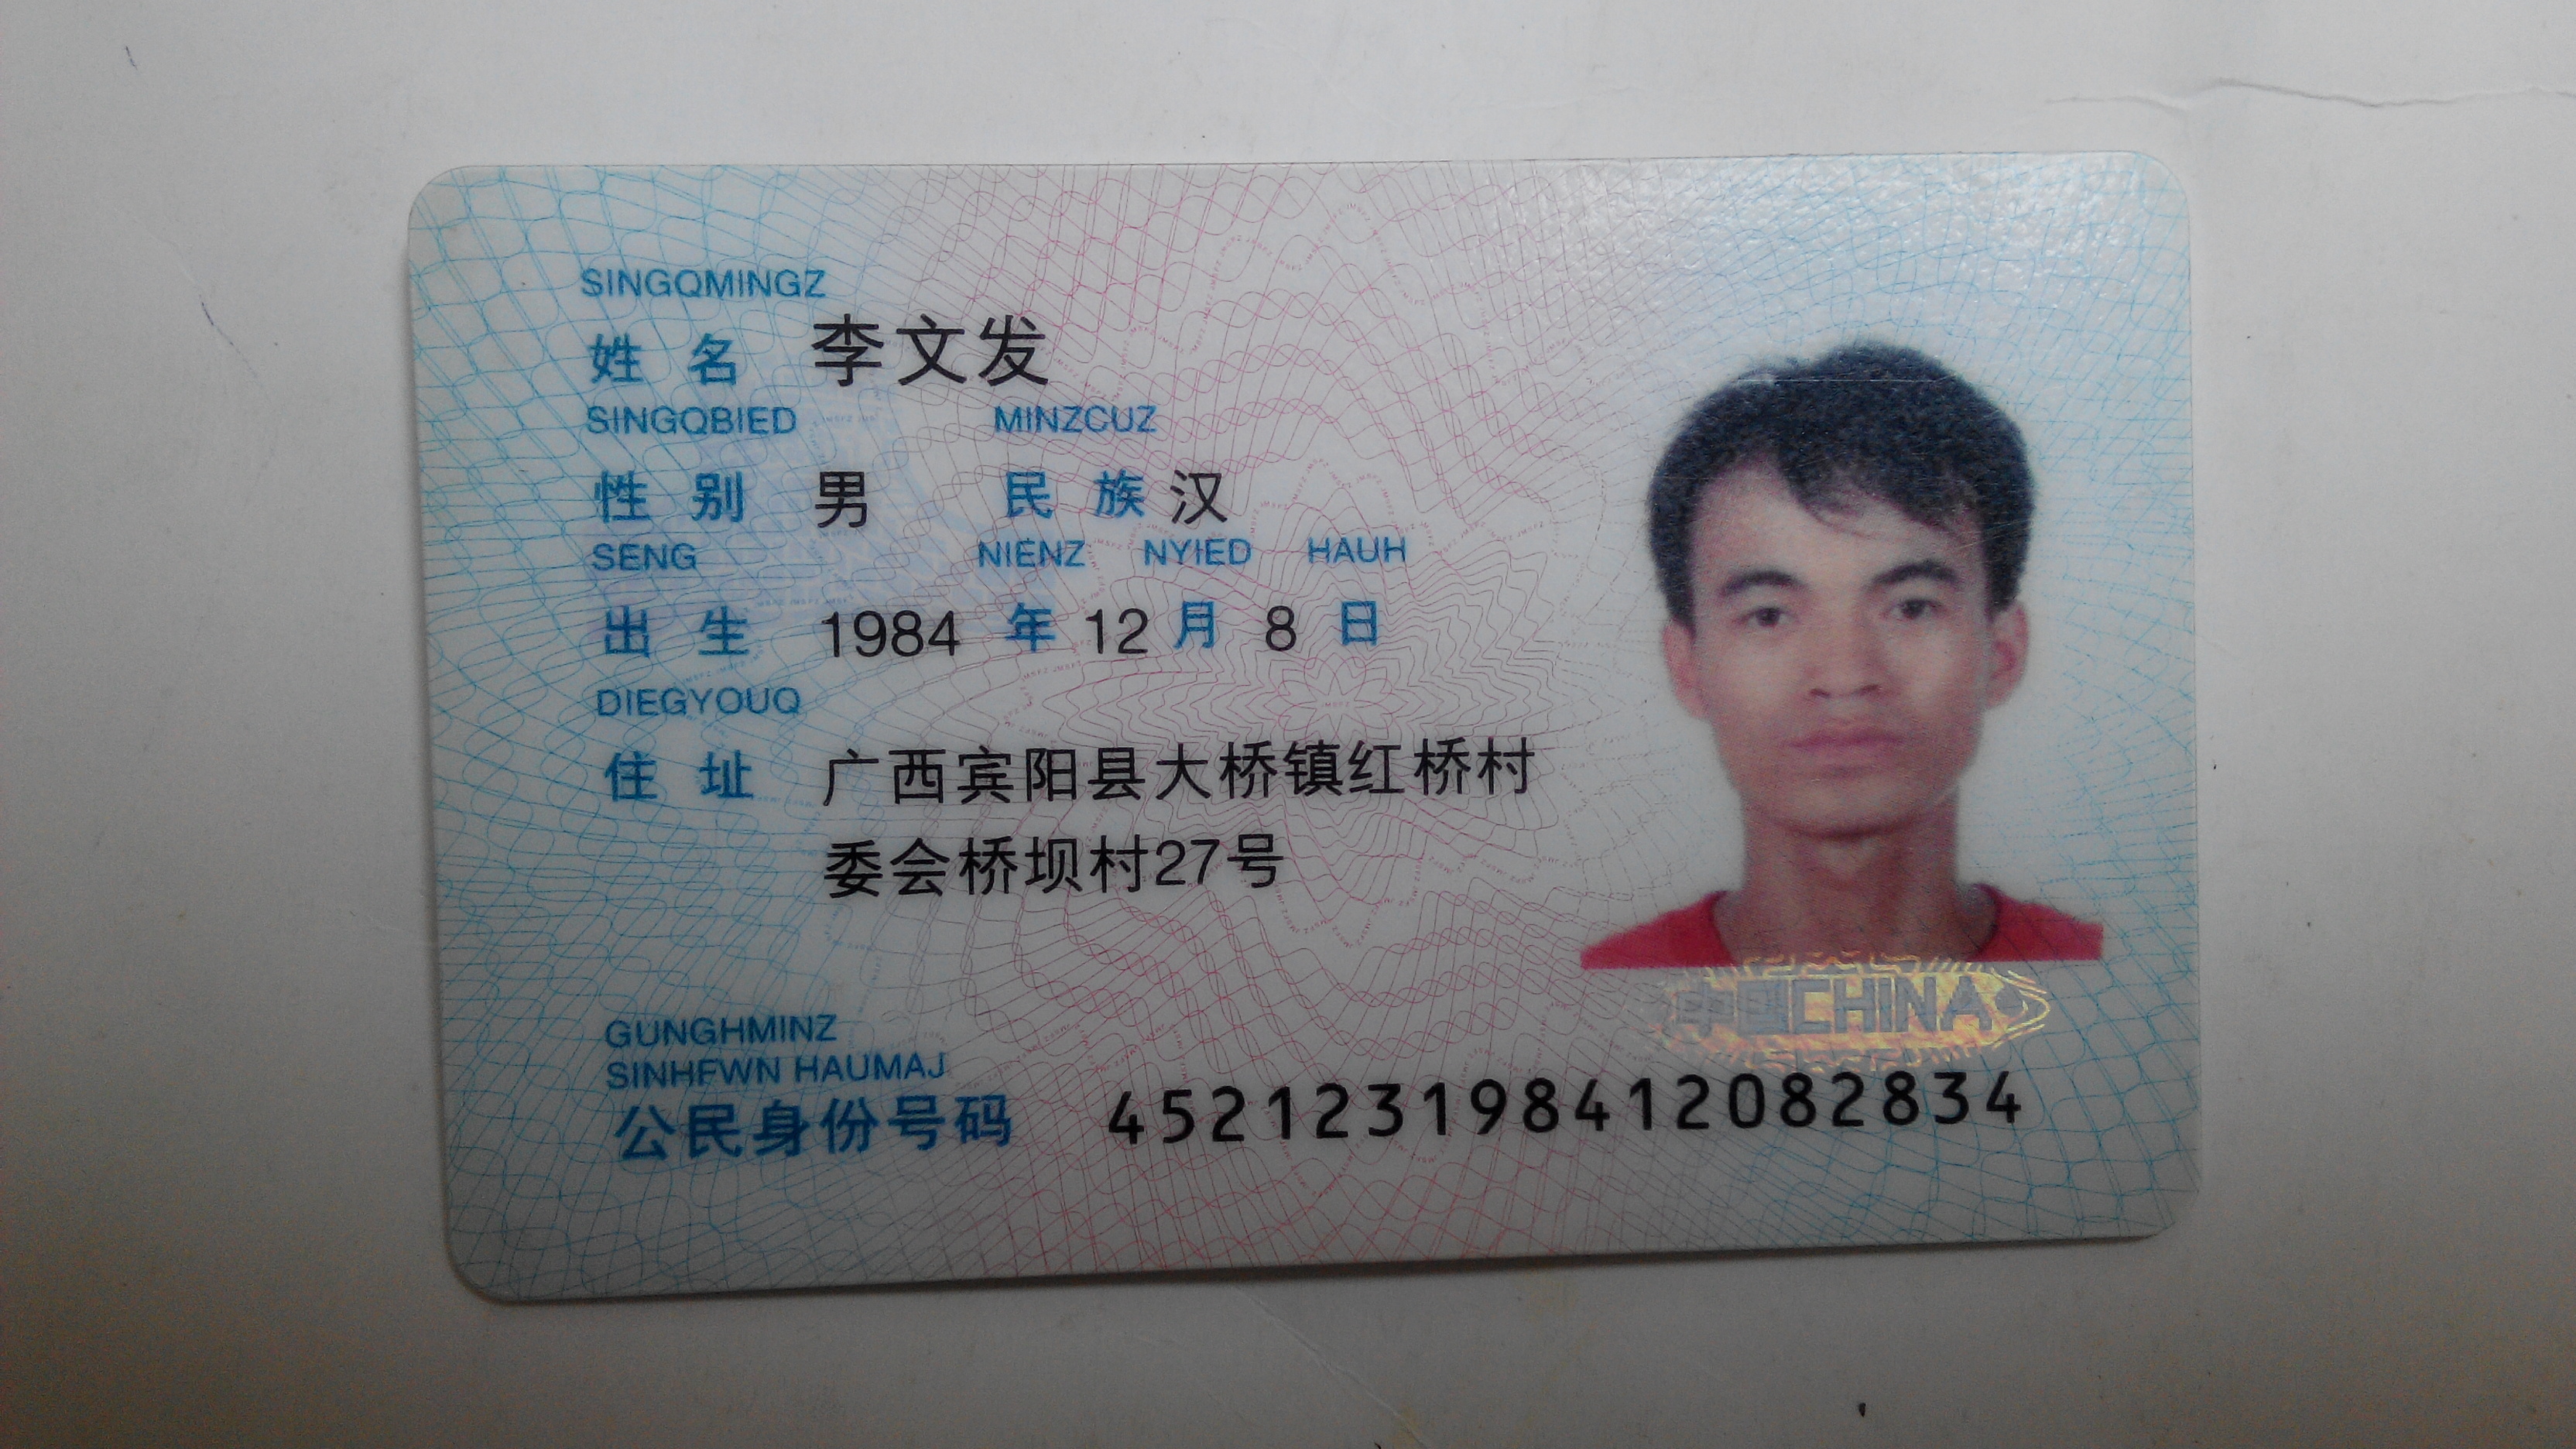 SINGQMINGZ
姓 名 李文发
SINGQBIED MINZCUZ
性 别 男 民 族 汉
SENG NIENZ NYIED HAUH
出 生 1984 年 12 月 8 日
DIEGYOUQ
住 址 广西宾阳县大桥镇红桥村
委会桥坝村27号
中国CHINA
GUNGHMINZ
SINHFWN HAUMAJ
公民身份号码 452123198412082834